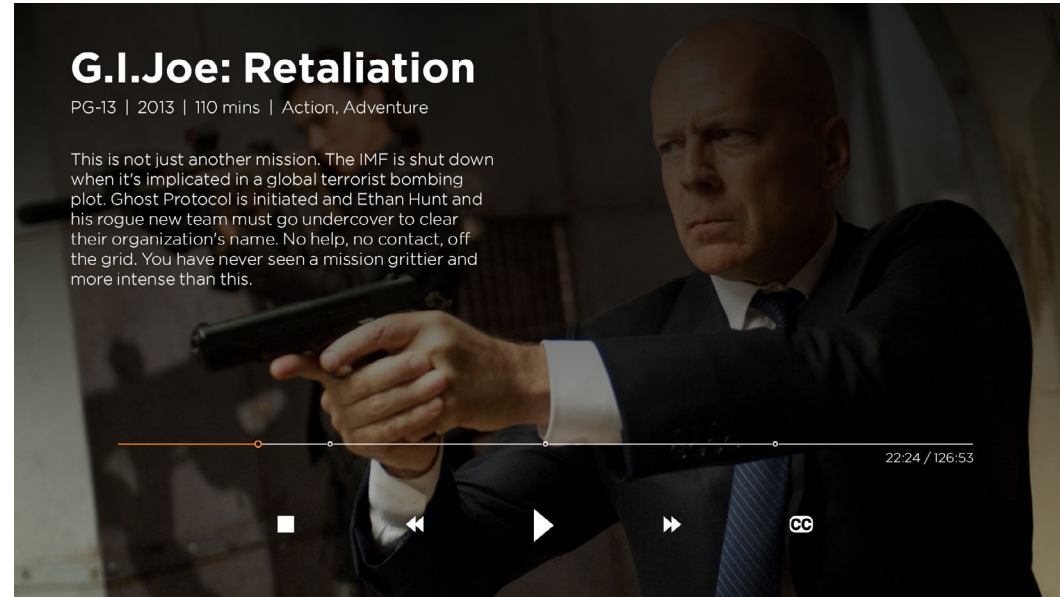 G.I.Joe: Retaliation
PG-13 | 2013 | 110 mins | Action, Adventure
This is not just another mission. The IMF is shut down
when it's implicated in a global terrorist bombing
plot. Ghost Protocol is initiated and Ethan Hunt and
his rogue new team must go undercover to clear
their organization's name. No help, no contact, off
the grid. You have never seen a mission grittier and
more intense than this.
22:24 / 126:53
CC